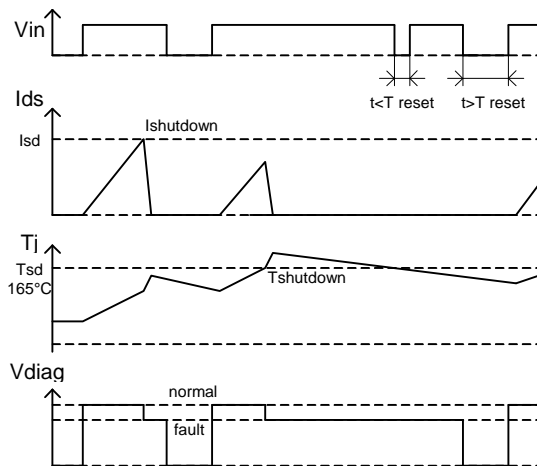 Vin
t<T reset
t>T reset
Ids
Isd
Ishutdown
Tj
Tsd
165°C
Tshutdown
Vdiag
normal
fault